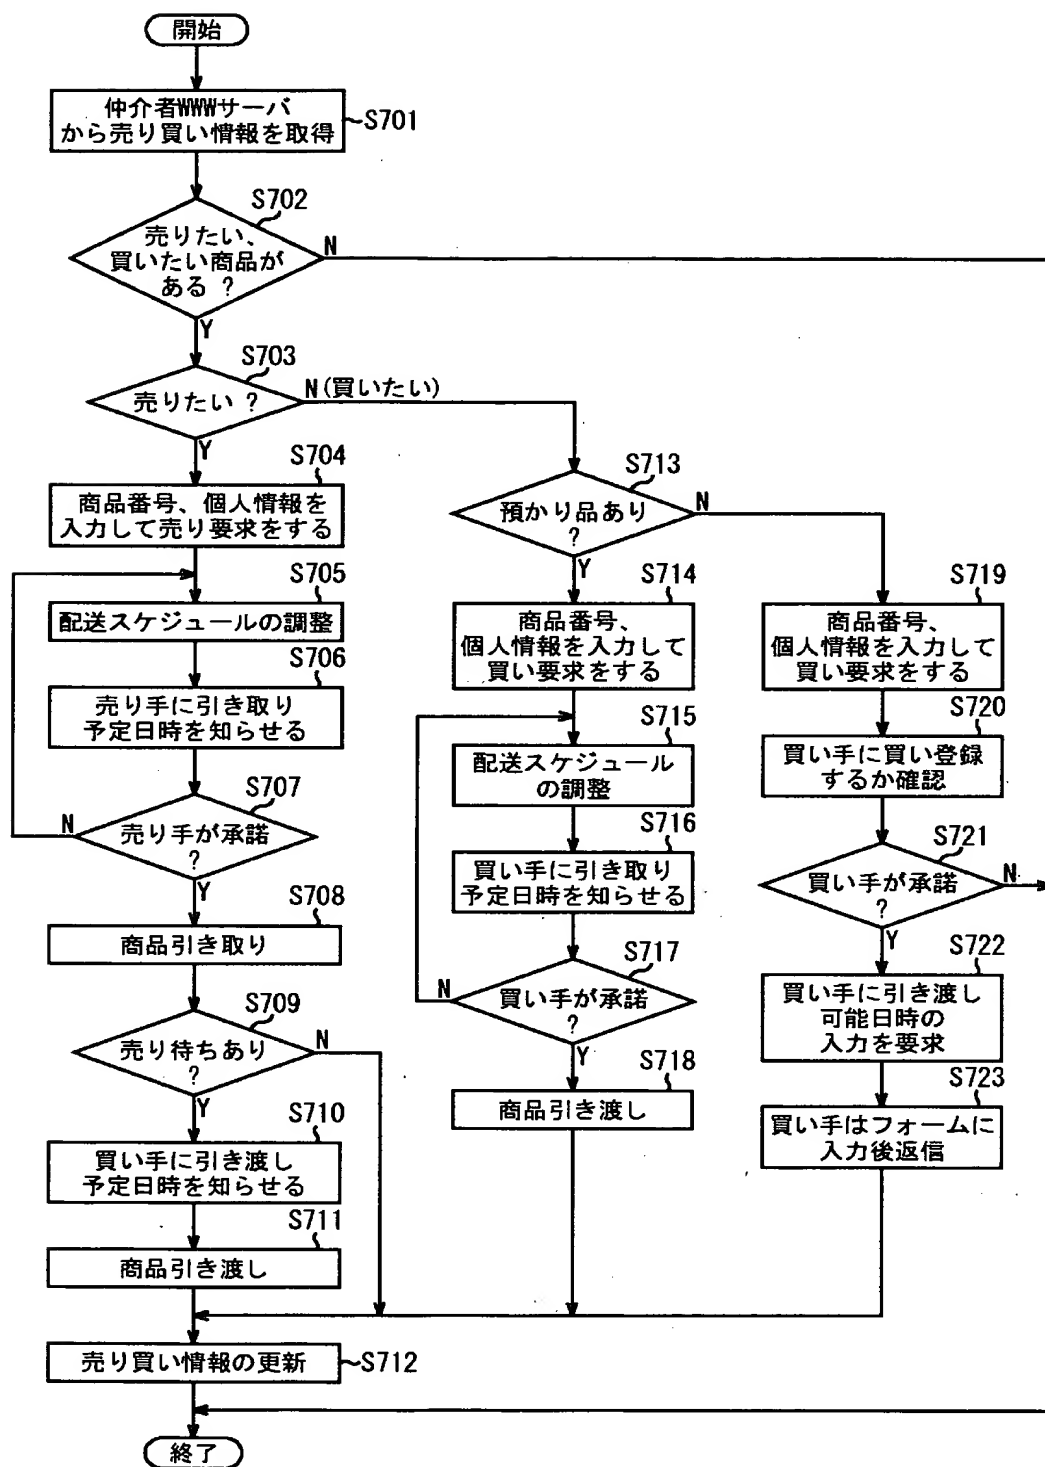 開始
仲介者WWWサーバ
から売り買い情報を取得
S701
S702
売りたい、
買いたい商品が
ある ?
N
Y
S703
売りたい ?
N(買いたい)
Y
S704
商品番号、個人情報を
入力して売り要求をする
S705
配送スケジュールの調整
S706
売り手に引き取り
予定日時を知らせる
S707
売り手が承諾
?
N
Y
S708
商品引き取り
S709
売り待ちあり
?
N
Y
S710
買い手に引き渡し
予定日時を知らせる
S711
商品引き渡し
売り買い情報の更新
S712
終了
S713
預かり品あり
?
N
Y
S714
商品番号、
個人情報を入力して
買い要求をする
S715
配送スケジュール
の調整
S716
買い手に引き取り
予定日時を知らせる
S717
買い手が承諾
?
N
Y
S718
商品引き渡し
S719
商品番号、
個人情報を入力して
買い要求をする
S720
買い手に買い登録
するか確認
S721
買い手が承諾
?
N
Y
S722
買い手に引き渡し
可能日時の
入力を要求
S723
買い手はフォームに
入力後返信